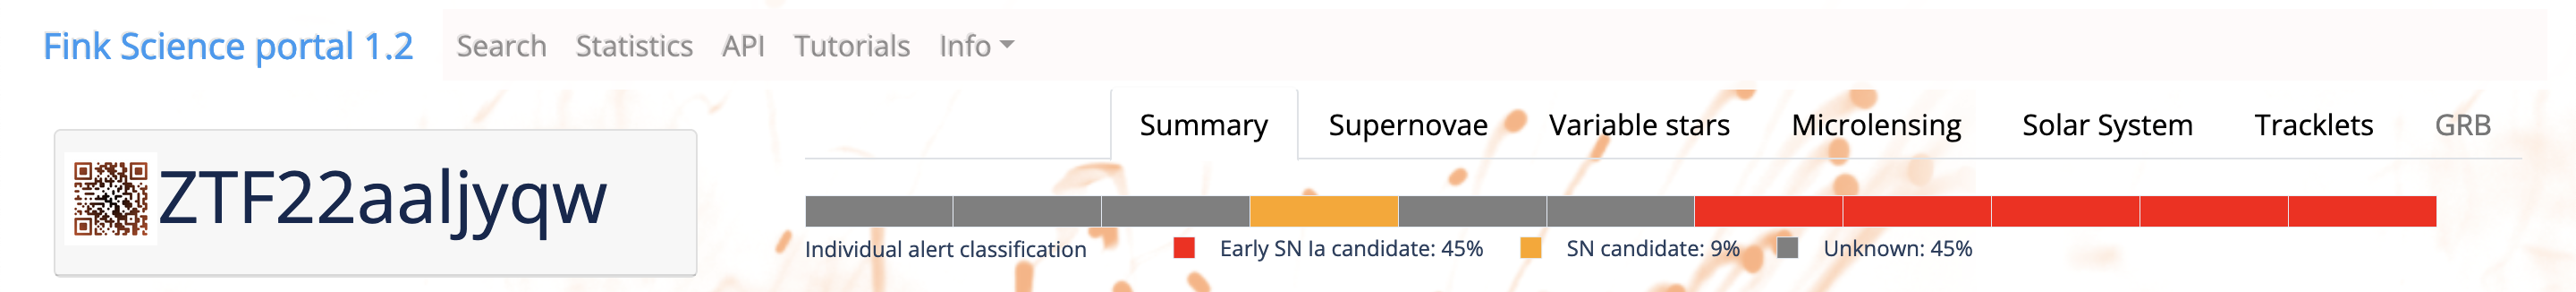 Fink Science portal 1.2 Search Statistics API Tutorials Info
Summary Supernovae Variable stars Microlensing Solar System Tracklets GRB
ZTF22aaljyqw
Individual alert classification Early SN Ia candidate: 45% SN candidate: 9% Unknown: 45%